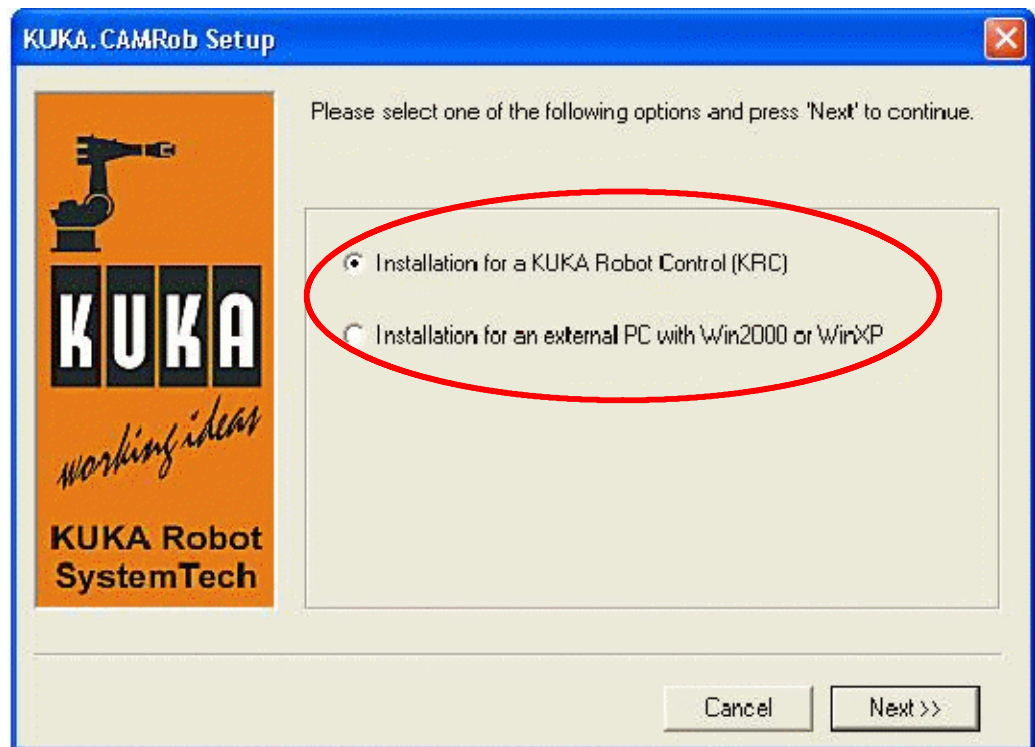 KUKA.CAMRob Setup
Please select one of the following options and press 'Next' to continue.
Installation for a KUKA Robot Control (KRC)
Installation for an external PC with Win2000 or WinXP
KUKA
working ideas
KUKA Robot
SystemTech
Cancel
Next >>